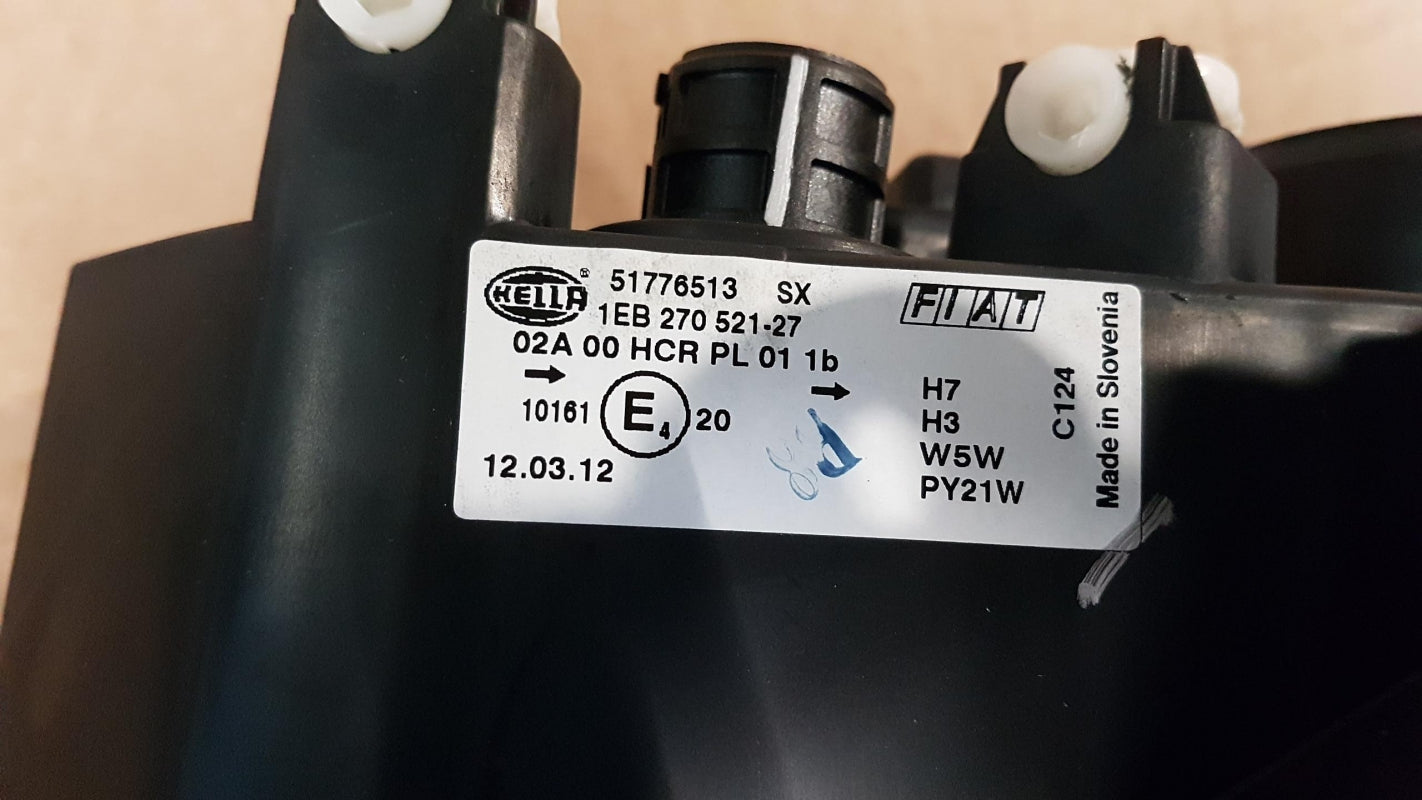 HELLA ® 51776513 SX
FIAT
1EB 270 521-27
02A 00 HCR PL 01 1b
→ →
10161 E4 20
12.03.12
H7
H3
W5W
PY21W
C124
Made in Slovenia